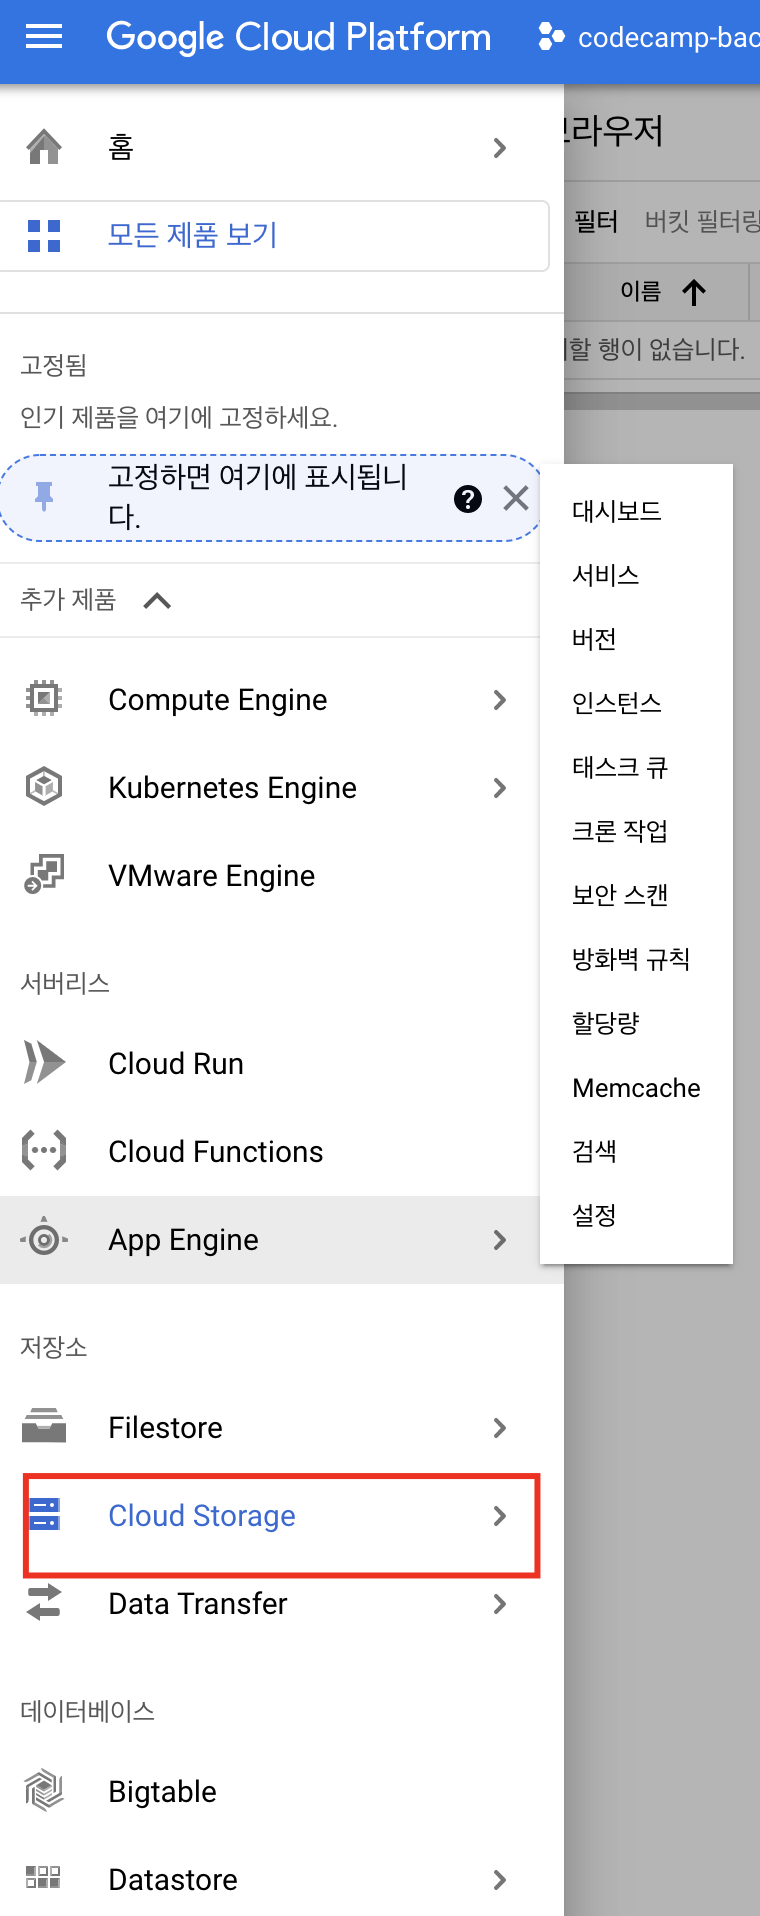 Google Cloud Platform
codecamp-bac
홈
모든 제품 보기
고정됨
인기 제품을 여기에 고정하세요.
고정하면 여기에 표시됩니
다.
추가 제품
Compute Engine
Kubernetes Engine
VMware Engine
서버리스
Cloud Run
Cloud Functions
App Engine
저장소
Filestore
Cloud Storage
Data Transfer
데이터베이스
Bigtable
Datastore
라우저
필터 버킷 필터링
이름
할 행이 없습니다.
대시보드
서비스
버전
인스턴스
태스크 큐
크론 작업
보안 스캔
방화벽 규칙
할당량
Memcache
검색
설정